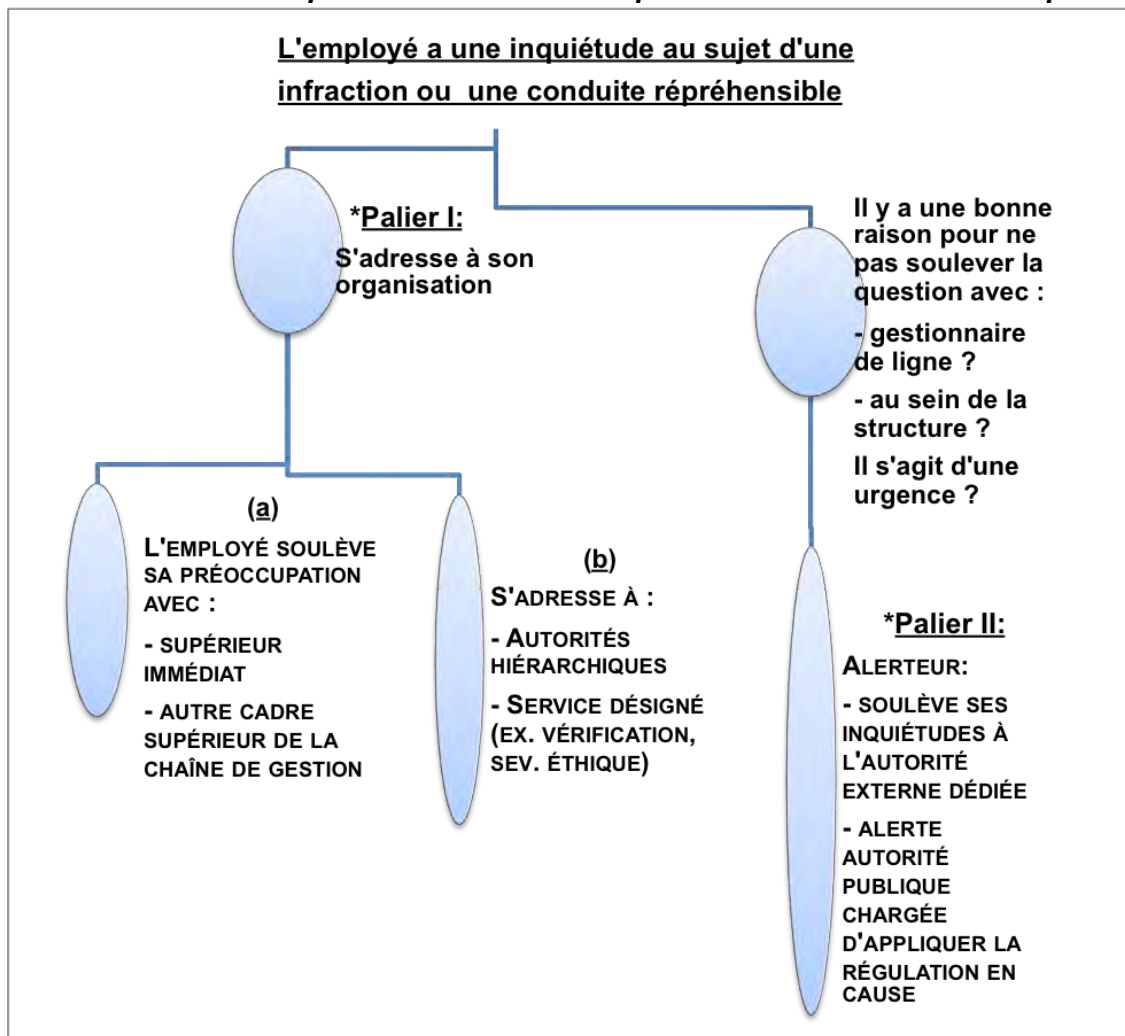 L'employé a une inquiétude au sujet d'une
infraction ou une conduite répréhensible
*Palier I:
S'adresse à son
organisation
Il y a une bonne
raison pour ne
pas soulever la
question avec :
- gestionnaire
de ligne ?
- au sein de la
structure ?
Il s'agit d'une
urgence ?
(a)
L'EMPLOYÉ SOULÈVE
SA PRÉOCCUPATION
AVEC :
- SUPÉRIEUR
IMMÉDIAT
- AUTRE CADRE
SUPÉRIEUR DE LA
CHAÎNE DE GESTION
(b)
S'ADRESSE À :
- AUTORITÉS
HIÉRARCHIQUES
- SERVICE DÉSIGNÉ
(EX. VÉRIFICATION,
SEV. ÉTHIQUE)
*Palier II:
ALERTEUR:
- SOULÈVE SES
INQUIÉTUDES À
L'AUTORITÉ
EXTERNE DÉDIÉE
- ALERTE
AUTORITÉ
PUBLIQUE
CHARGÉE
D'APPLIQUER LA
RÉGULATION EN
CAUSE